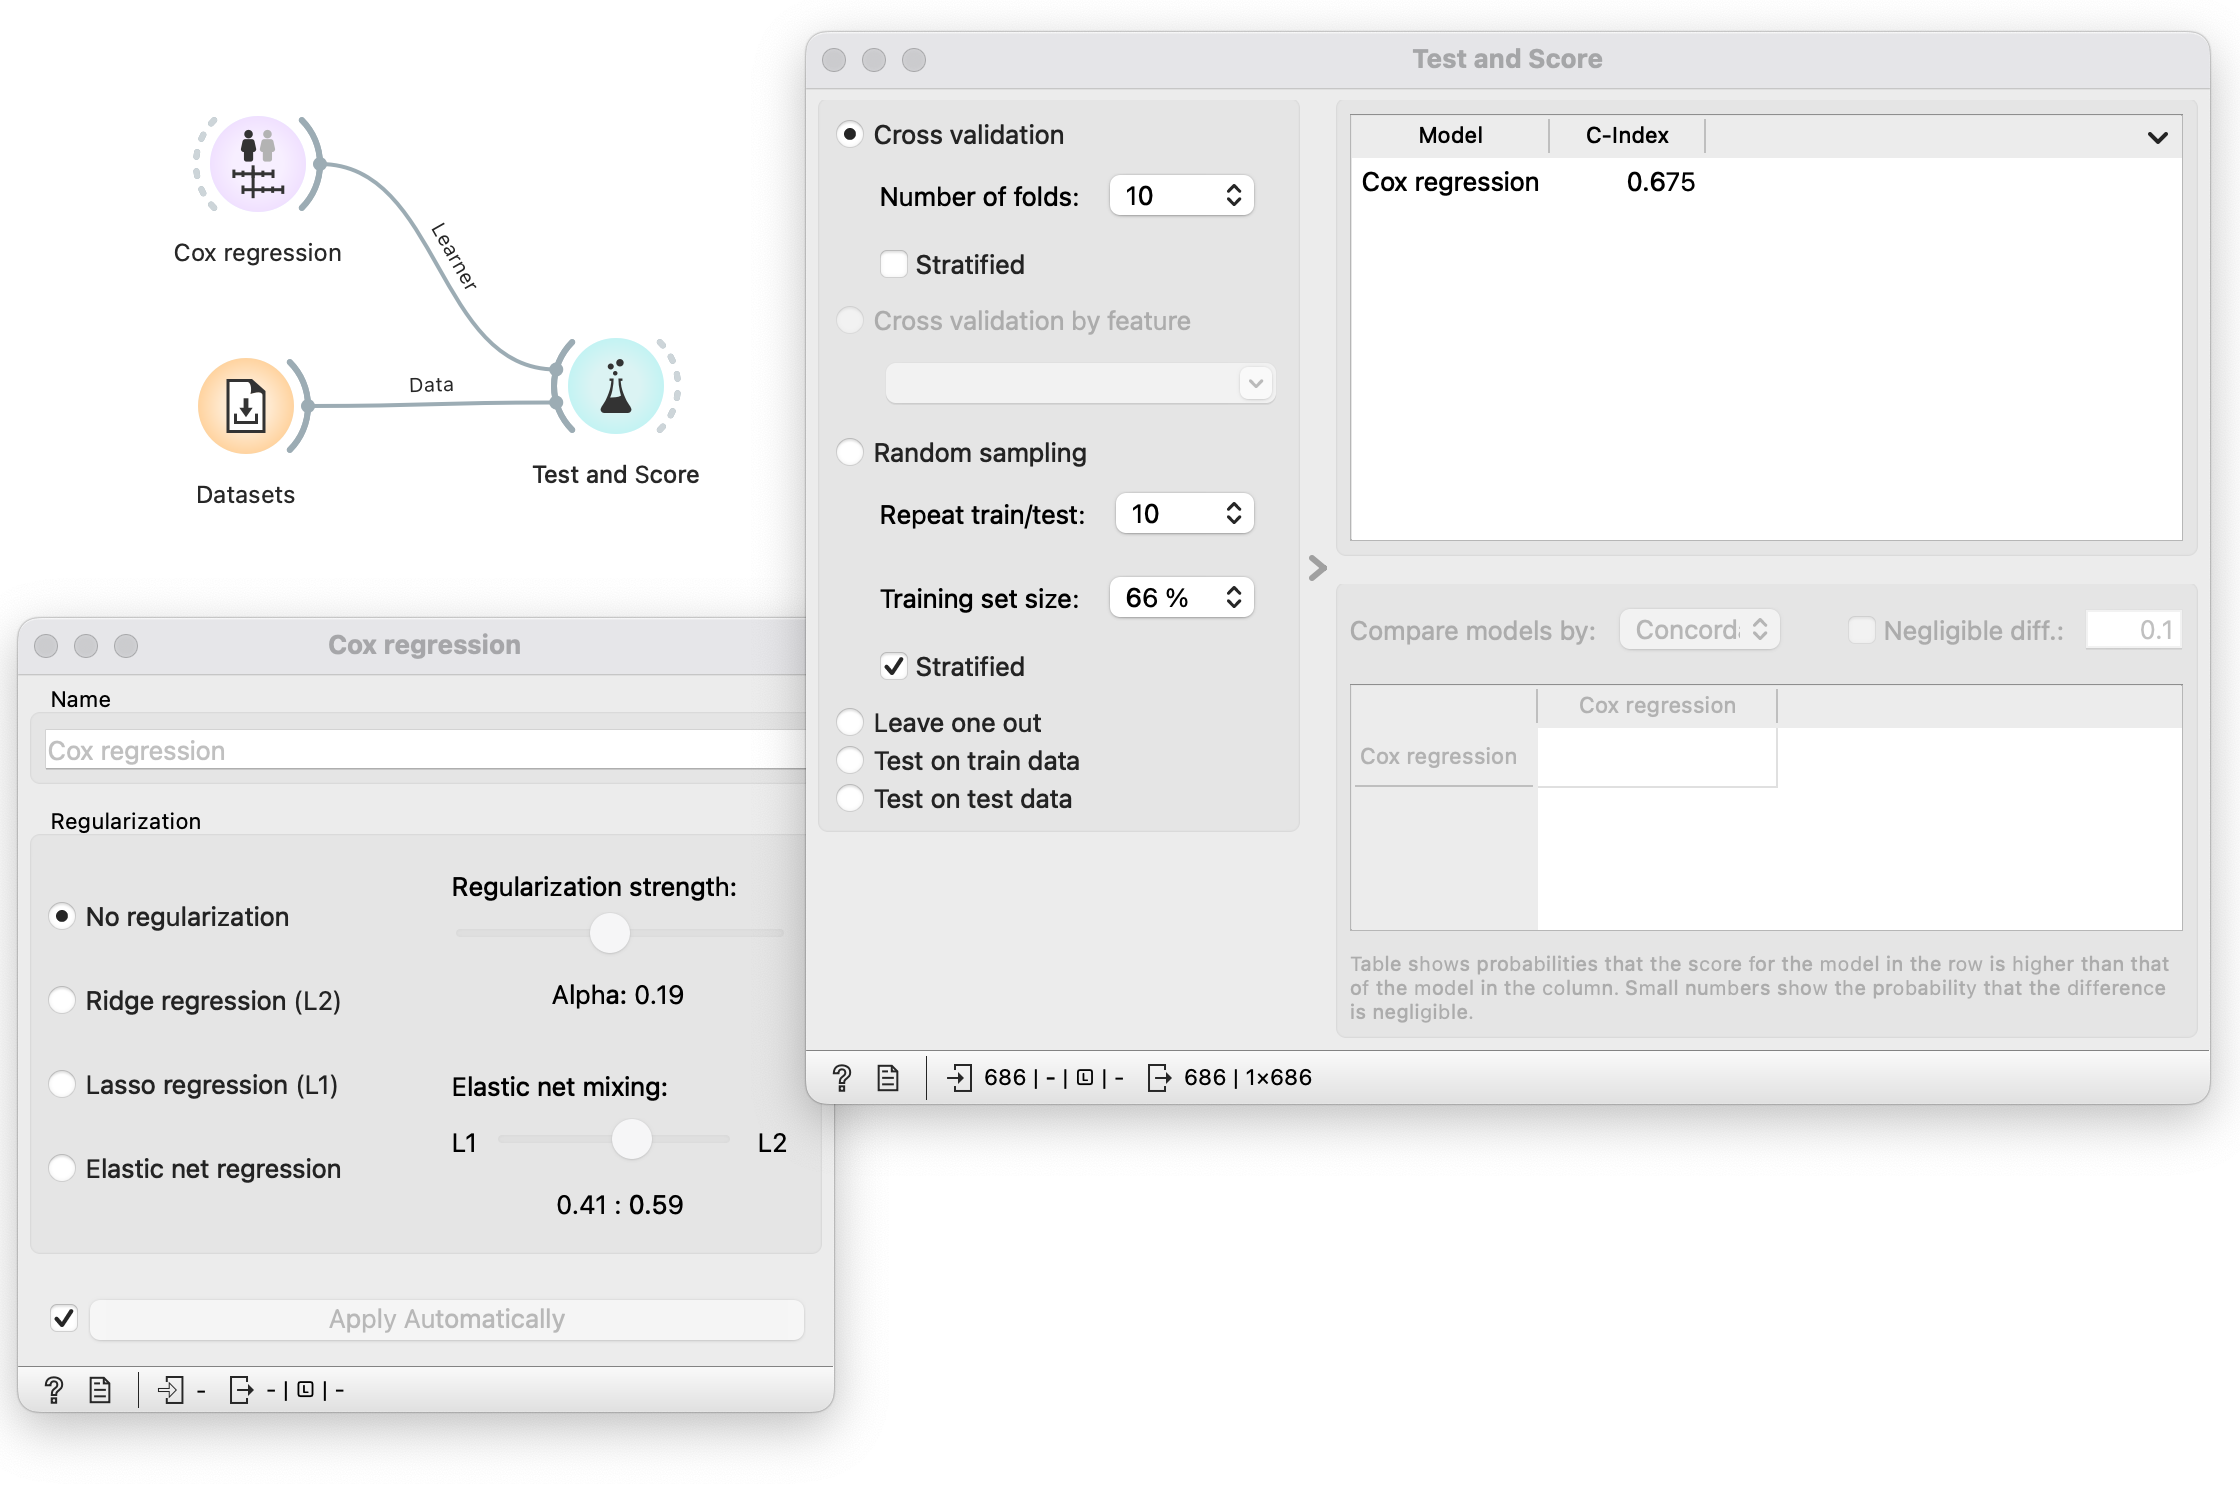 Cox regression
Learner
Data
Datasets
Test and Score
Test and Score
Cross validation
Number of folds: 10
Stratified
Cross validation by feature
Random sampling
Repeat train/test: 10
Training set size: 66 %
Stratified
Leave one out
Test on train data
Test on test data
Model C-Index
Cox regression 0.675
Compare models by: Concorda Negligible diff.: 0.1
Cox regression
Cox regression
Table shows probabilities that the score for the model in the row is higher than that
of the model in the column. Small numbers show the probability that the difference
is negligible.
? 686 | - | L | - 686 | 1×686
Cox regression
Name
Cox regression
Regularization
No regularization
Ridge regression (L2)
Lasso regression (L1)
Elastic net regression
Regularization strength:
Alpha: 0.19
Elastic net mixing:
L1 L2
0.41 : 0.59
Apply Automatically
? - - | L | -